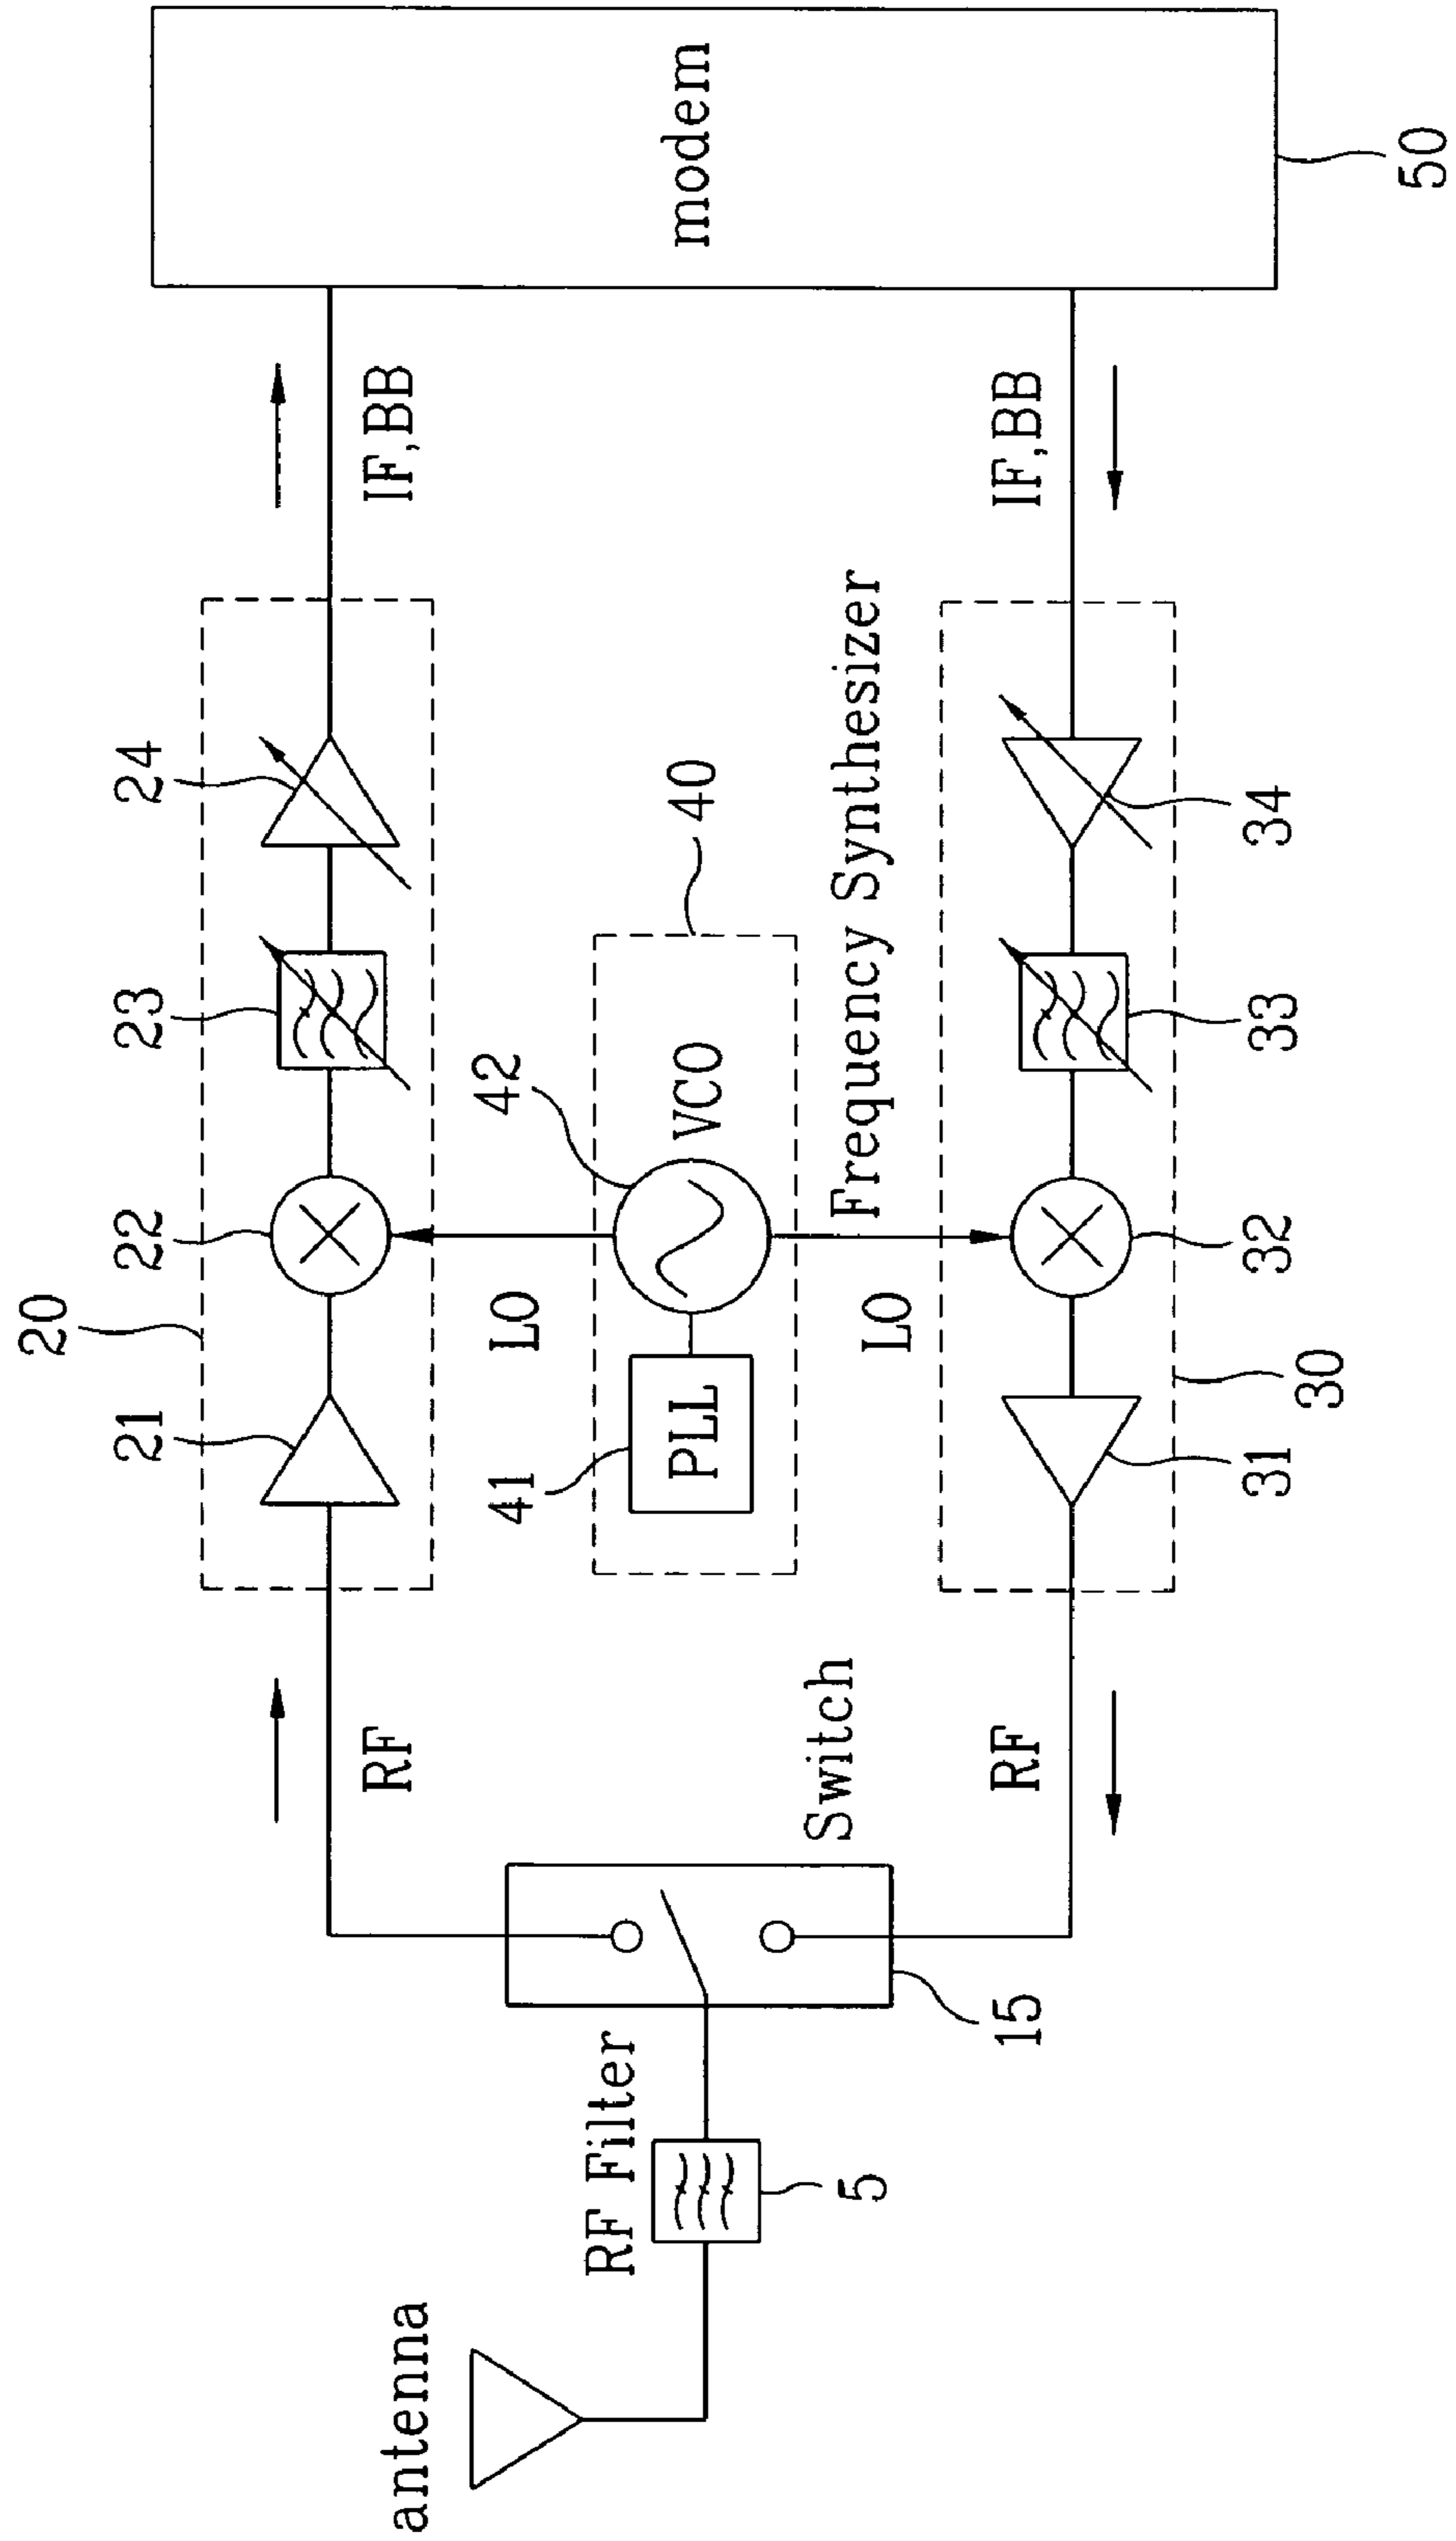 antenna
RF Filter
5
Switch
15
RF
RF
20
21
22
23
24
LO
LO
41
PLL
42
VCO
40
Frequency Synthesizer
30
31
32
33
34
IF,BB
IF,BB
modem
50